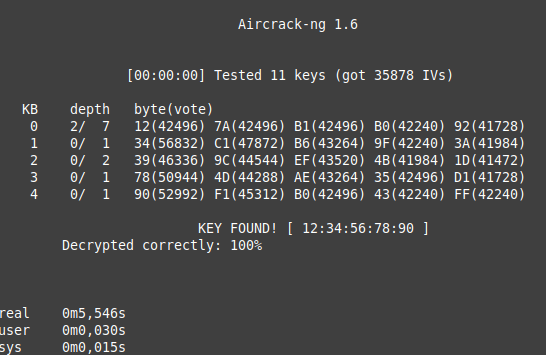 Aircrack-ng 1.6
[00:00:00] Tested 11 keys (got 35878 IVs)
KB    depth   byte(vote)
0    2/  7   12(42496) 7A(42496) B1(42496) B0(42240) 92(41728)
1    0/  1   34(56832) C1(47872) B6(43264) 9F(42240) 3A(41984)
2    0/  2   39(46336) 9C(44544) EF(43520) 4B(41984) 1D(41472)
3    0/  1   78(50944) 4D(44288) AE(43264) 35(42496) D1(41728)
4    0/  1   90(52992) F1(45312) B0(42496) 43(42240) FF(42240)
KEY FOUND! [ 12:34:56:78:90 ]
Decrypted correctly: 100%
real    0m5,546s
user    0m0,030s
sys     0m0,015s